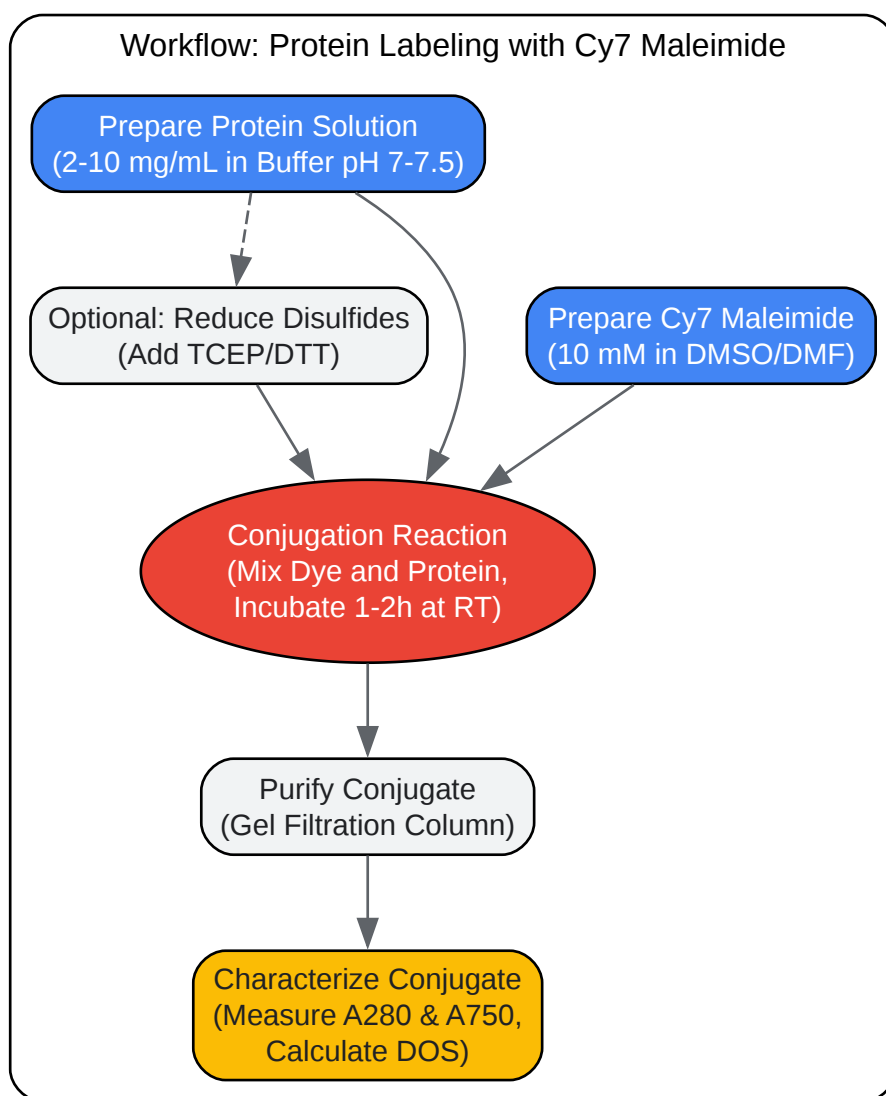 Workflow: Protein Labeling with Cy7 Maleimide
Prepare Protein Solution
(2-10 mg/mL in Buffer pH 7-7.5)
Optional: Reduce Disulfides
(Add TCEP/DTT)
Prepare Cy7 Maleimide
(10 mM in DMSO/DMF)
Conjugation Reaction
(Mix Dye and Protein,
Incubate 1-2h at RT)
Purify Conjugate
(Gel Filtration Column)
Characterize Conjugate
(Measure A280 & A750,
Calculate DOS)